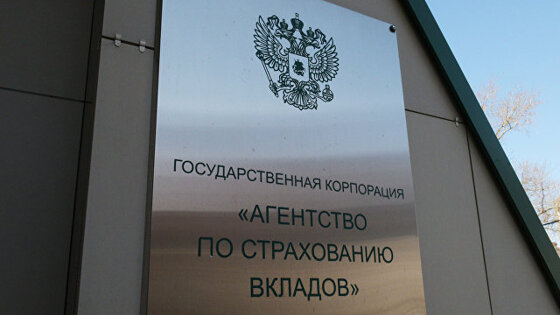 ГОСУДАРСТВЕННАЯ КОРПОРАЦИЯ
«АГЕНТСТВО
ПО СТРАХОВАНИЮ
ВКЛАДОВ»